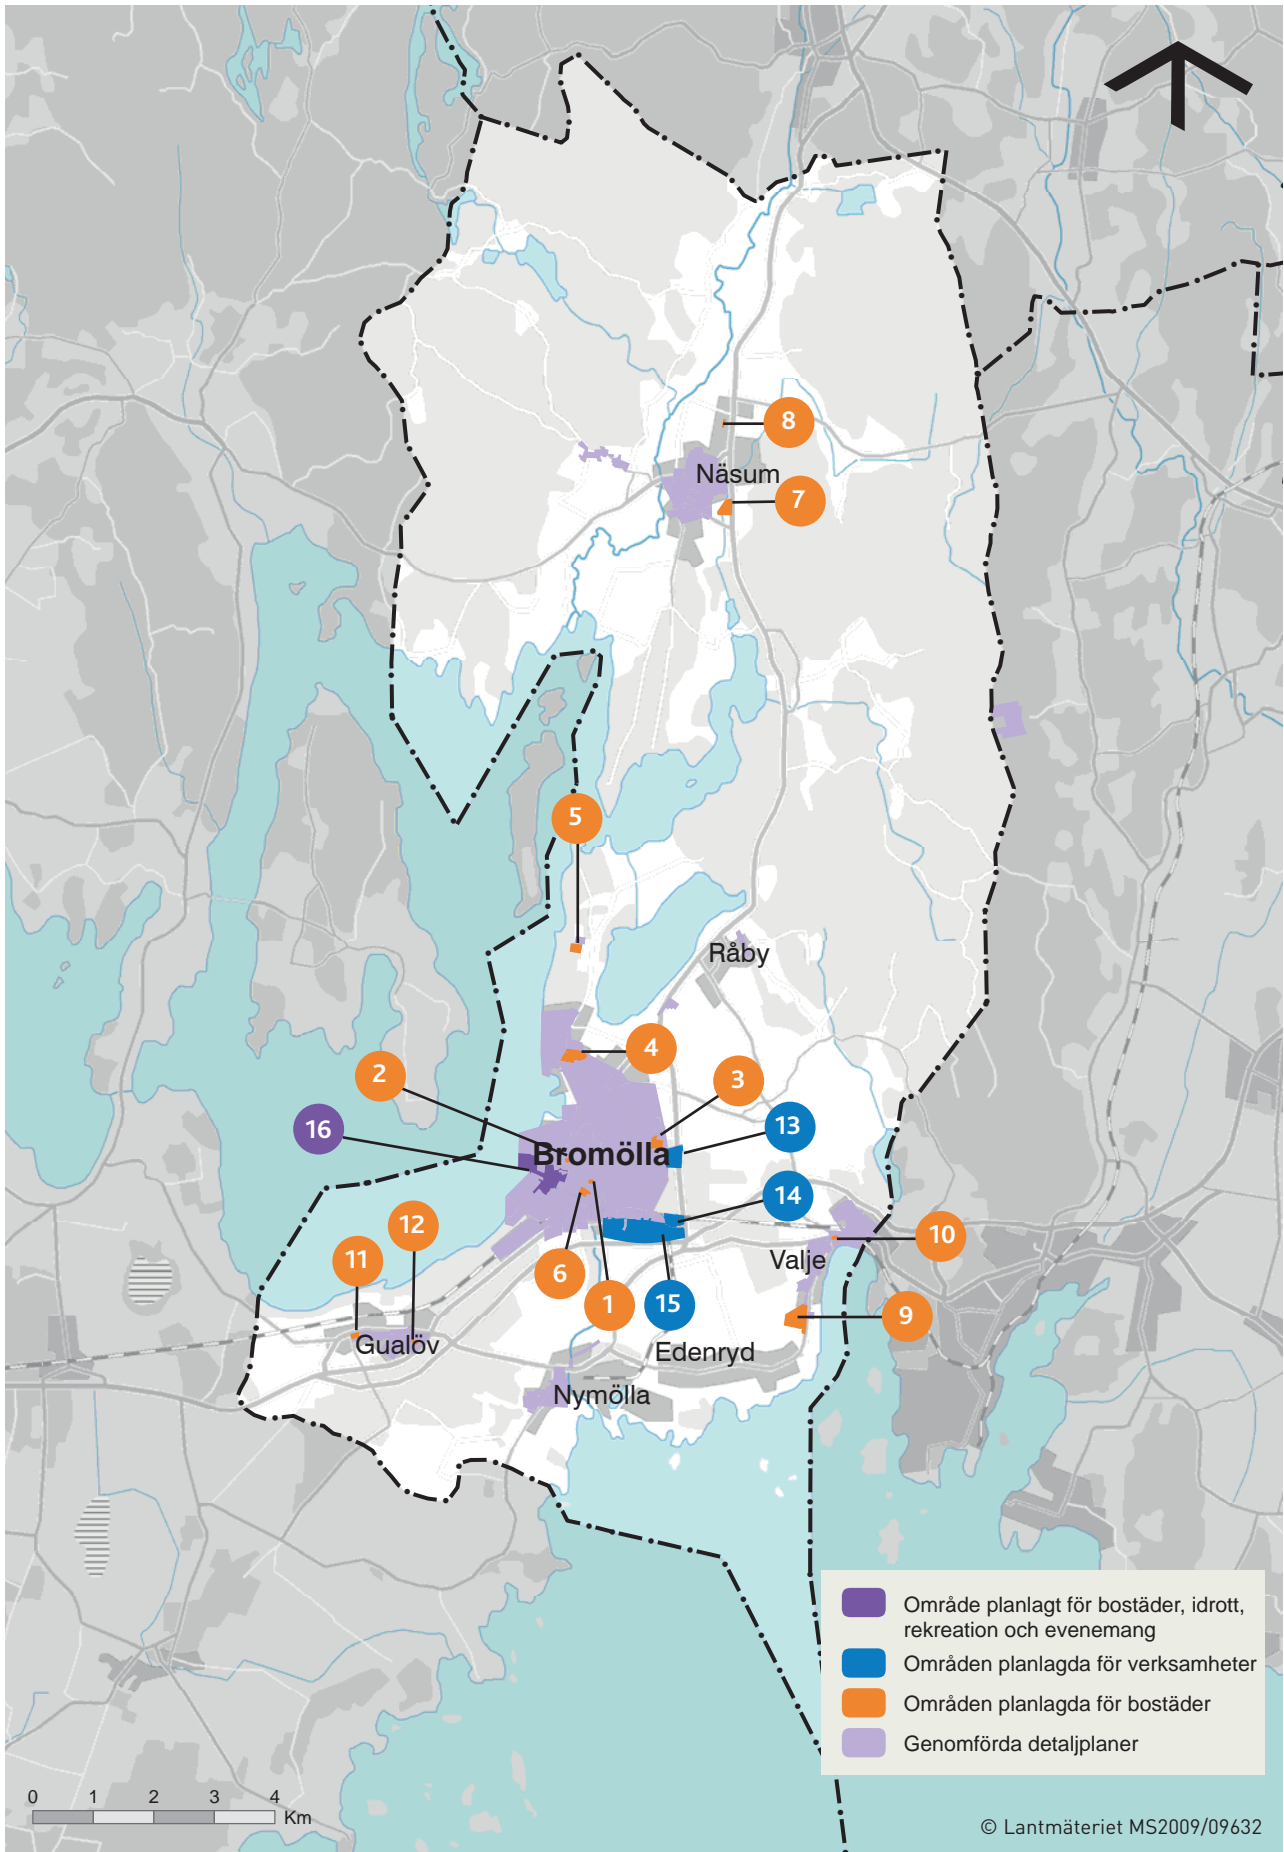 8
Näsum
7
5
Råby
4
2
3
16
13
Bromölla
14
12
10
11
Valje
6
1
15
9
Gualöv
Edenryd
Nymölla
Område planlagt för bostäder, idrott,
rekreation och evenemang
Områden planlagda för verksamheter
Områden planlagda för bostäder
Genomförda detaljplaner
0 1 2 3 4
Km
© Lantmäteriet MS2009/09632